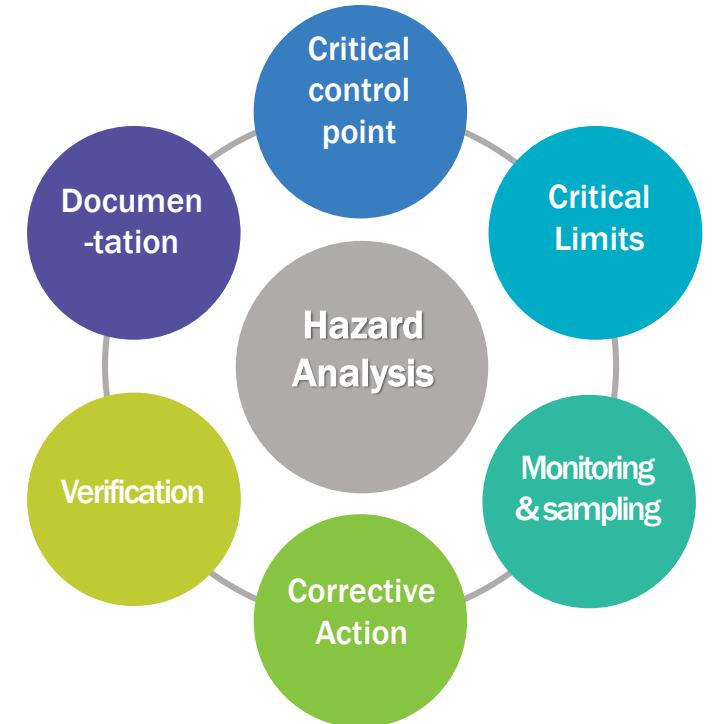 Critical
control
point
Critical
Limits
Monitoring
& sampling
Corrective
Action
Verification
Documen
-tation
Hazard
Analysis